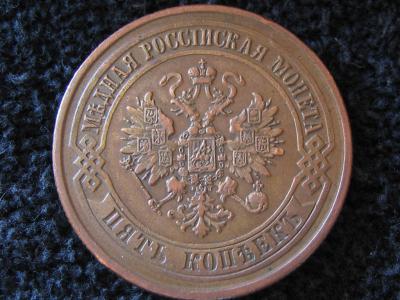 МѢДНАЯ РОССІЙСКАЯ МОНЕТА
ПЯТЬ КОПѢЕКЪ